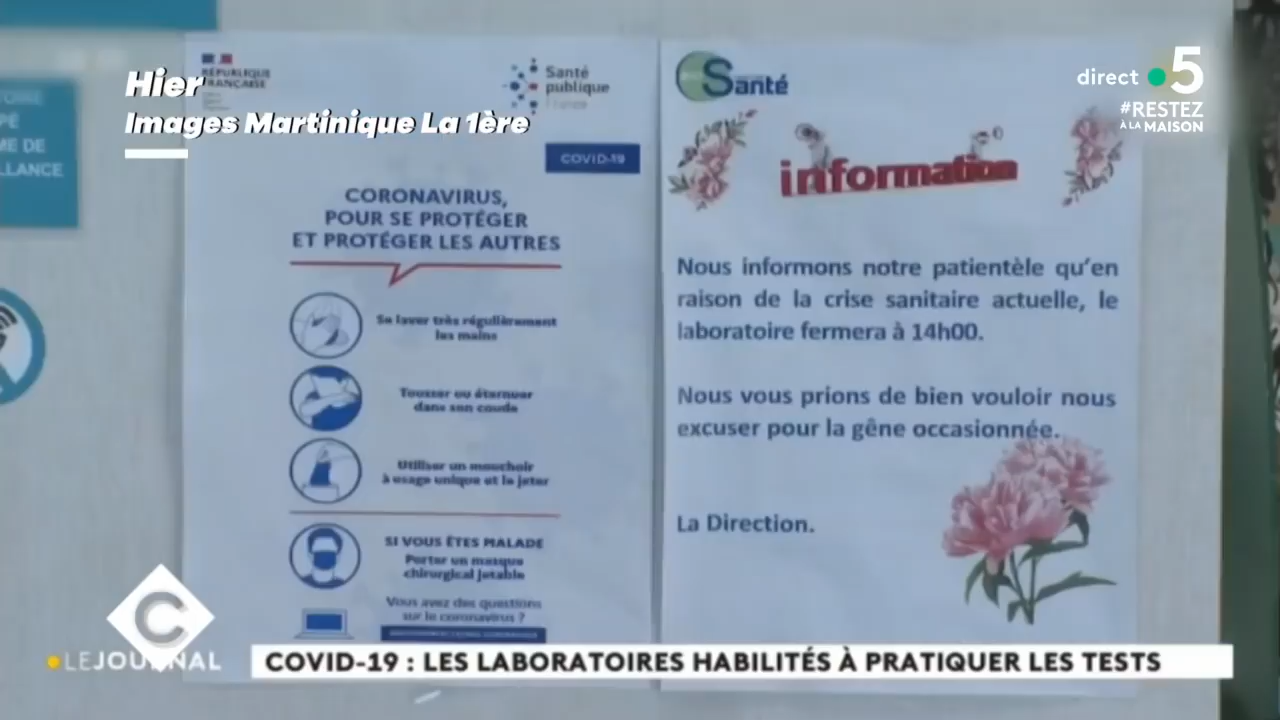 Hier
Images Martinique La 1ère
direct 5
#RESTEZ
À LA MAISON
ME DE
LLANCE
RÉPUBLIQUE
FRANÇAISE
Santé
publique
France
COVID-19
CORONAVIRUS,
POUR SE PROTÉGER
ET PROTÉGER LES AUTRES
Se laver très régulièrement
les mains
Tousser ou éternuer
dans son coude
Utiliser un mouchoir
à usage unique et le jeter
SI VOUS ÊTES MALADE
Porter un masque
chirurgical jetable
Vous avez des questions
sur le coronavirus ?
Santé
information
Nous informons notre patientèle qu'en
raison de la crise sanitaire actuelle, le
laboratoire fermera à 14h00.
Nous vous prions de bien vouloir nous
excuser pour la gêne occasionnée.
La Direction.
C
LE JOURNAL
COVID-19 : LES LABORATOIRES HABILITÉS À PRATIQUER LES TESTS